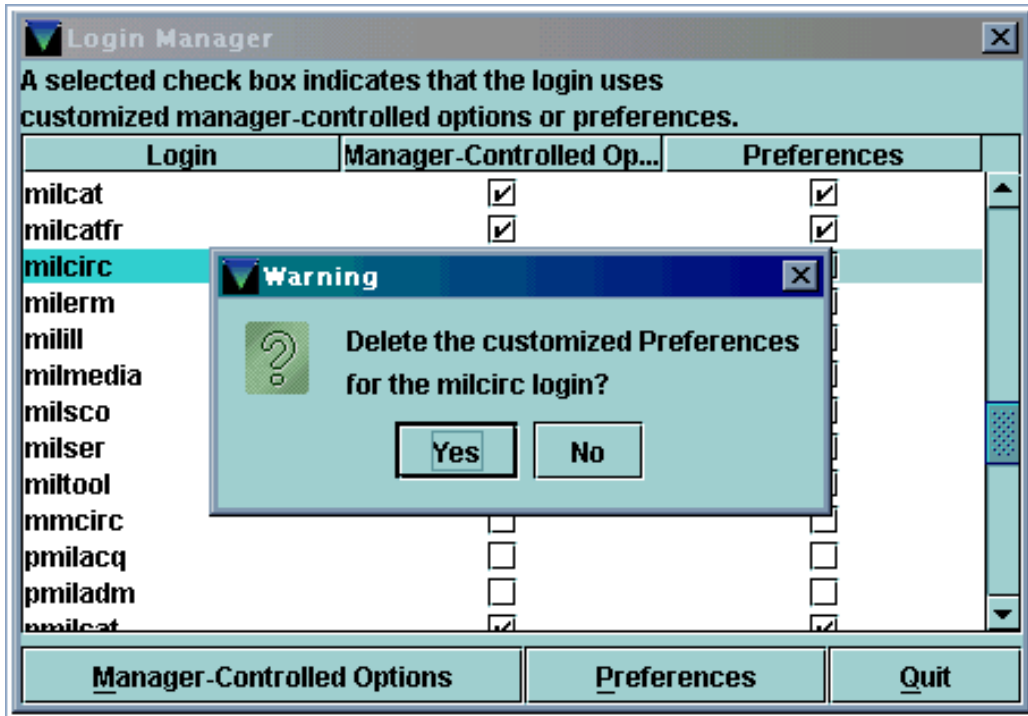 Login Manager
A selected check box indicates that the login uses
customized manager-controlled options or preferences.
Login Manager-Controlled Op... Preferences
milcat
milcatfr
milcirc
milerm
milill
milmedia
milsco
milser
miltool
mmcirc
pmilacq
pmiladm
pmilcat
Warning
Delete the customized Preferences
for the milcirc login?
Yes No
Manager-Controlled Options Preferences Quit